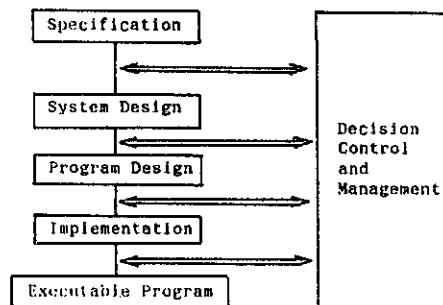 Specification
System Design
Program Design
Implementation
Executable Program
Decision
Control
and
Management